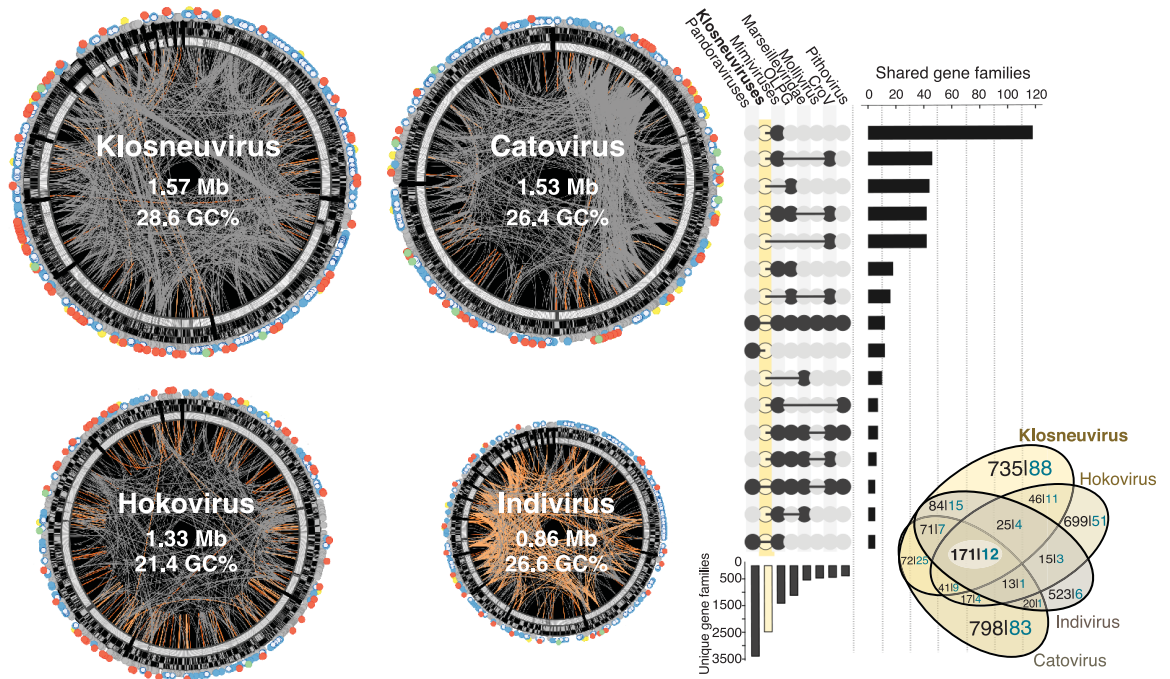 Klosneuvirus
1.57 Mb
28.6 GC%
Catovirus
1.53 Mb
26.4 GC%
Hokovirus
1.33 Mb
21.4 GC%
Indivirus
0.86 Mb
26.6 GC%
Pandoraviruses
Klosneuviruses
Mimiviruses
OLPG
Marseilleviridae
Mollivirus
CroV
Pithovirus
Shared gene families
0 20 40 60 80 100 120
Unique gene families
0
500
1500
2500
3500
Klosneuvirus
Hokovirus
Indivirus
Catovirus
735|88
46|11
699|51
84|15
25|4
71|7
171|12
15|3
72|25
41|9
13|1
17|4
20|1
523|6
798|83